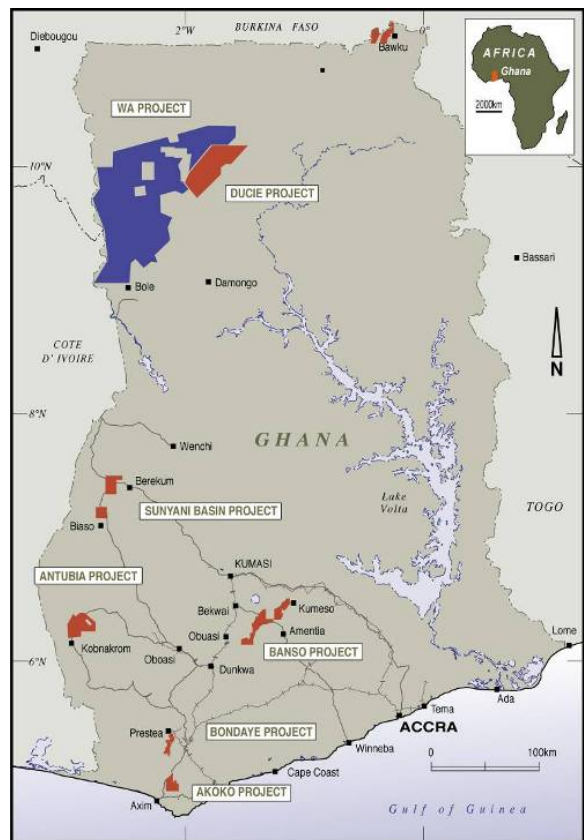 BURKINA FASO
Diebougou
2°W
0°
Bawku
AFRICA
Ghana
2000km
WA PROJECT
10°N
DUCIE PROJECT
Bassari
Bole
Damongo
COTE
D' IVOIRE
N
8°N
Wenchi
GHANA
Berekum
SUNYANI BASIN PROJECT
Lake
Volta
TOGO
Biaso
ANTUBIA PROJECT
KUMASI
Bekwai
Kumeso
Obuasi
Amentia
Lome
Kobnakrom
Oboasi
BANSO PROJECT
6°N
Dunkwa
Ada
Tema
ACCRA
Prestea
BONDAYE PROJECT
Winneba
0
100km
Cape Coast
AKOKO PROJECT
Axim
Gulf of Guinea